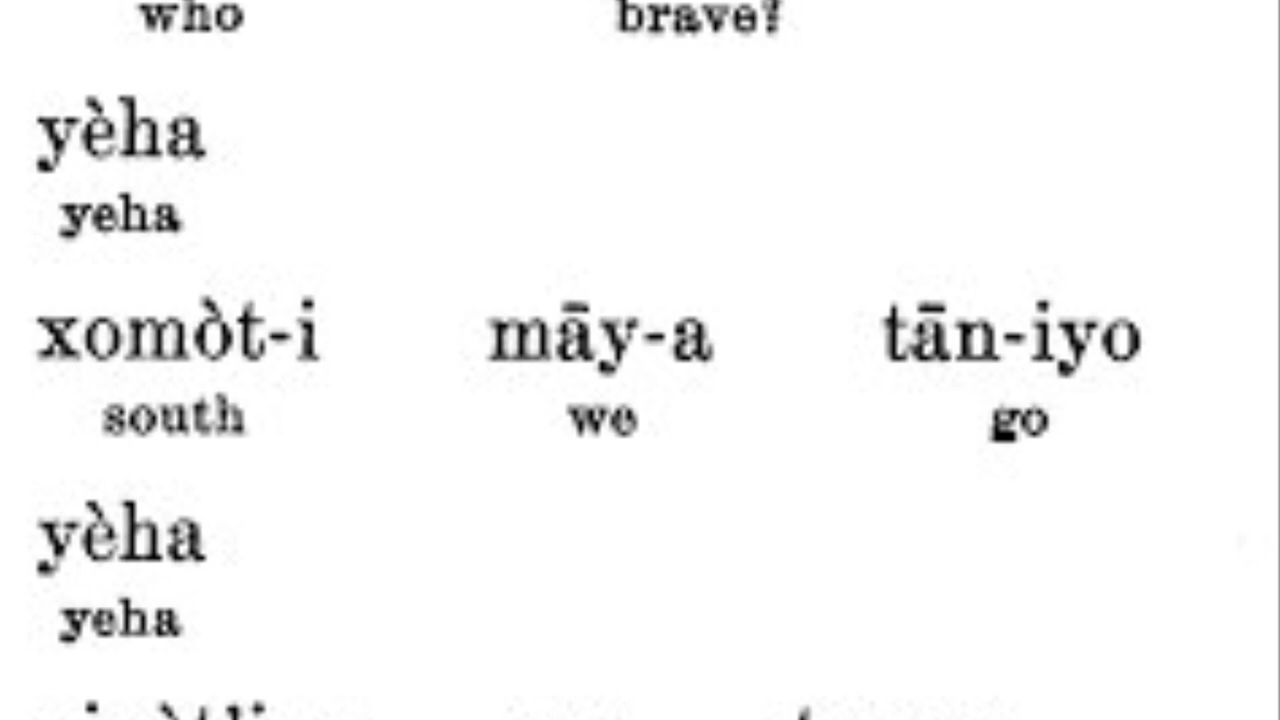 who brave?
yèha
yeha
xomòt-i māy-a tān-iyo
south we go
yèha
yeha